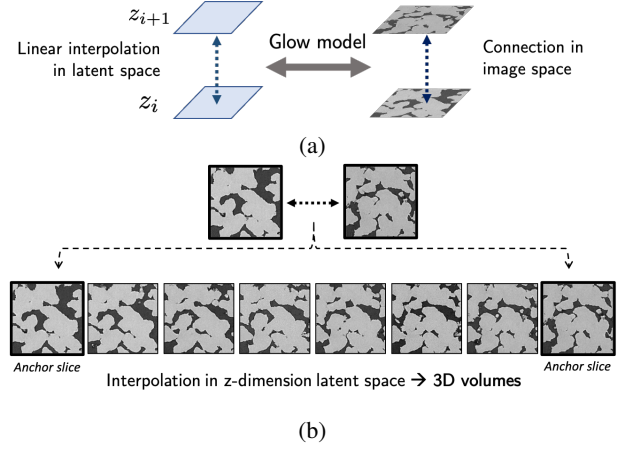 z_{i+1}
Linear interpolation
in latent space
Glow model
Connection in
image space
z_i
(a)
Anchor slice
Anchor slice
Interpolation in z-dimension latent space → 3D volumes
(b)